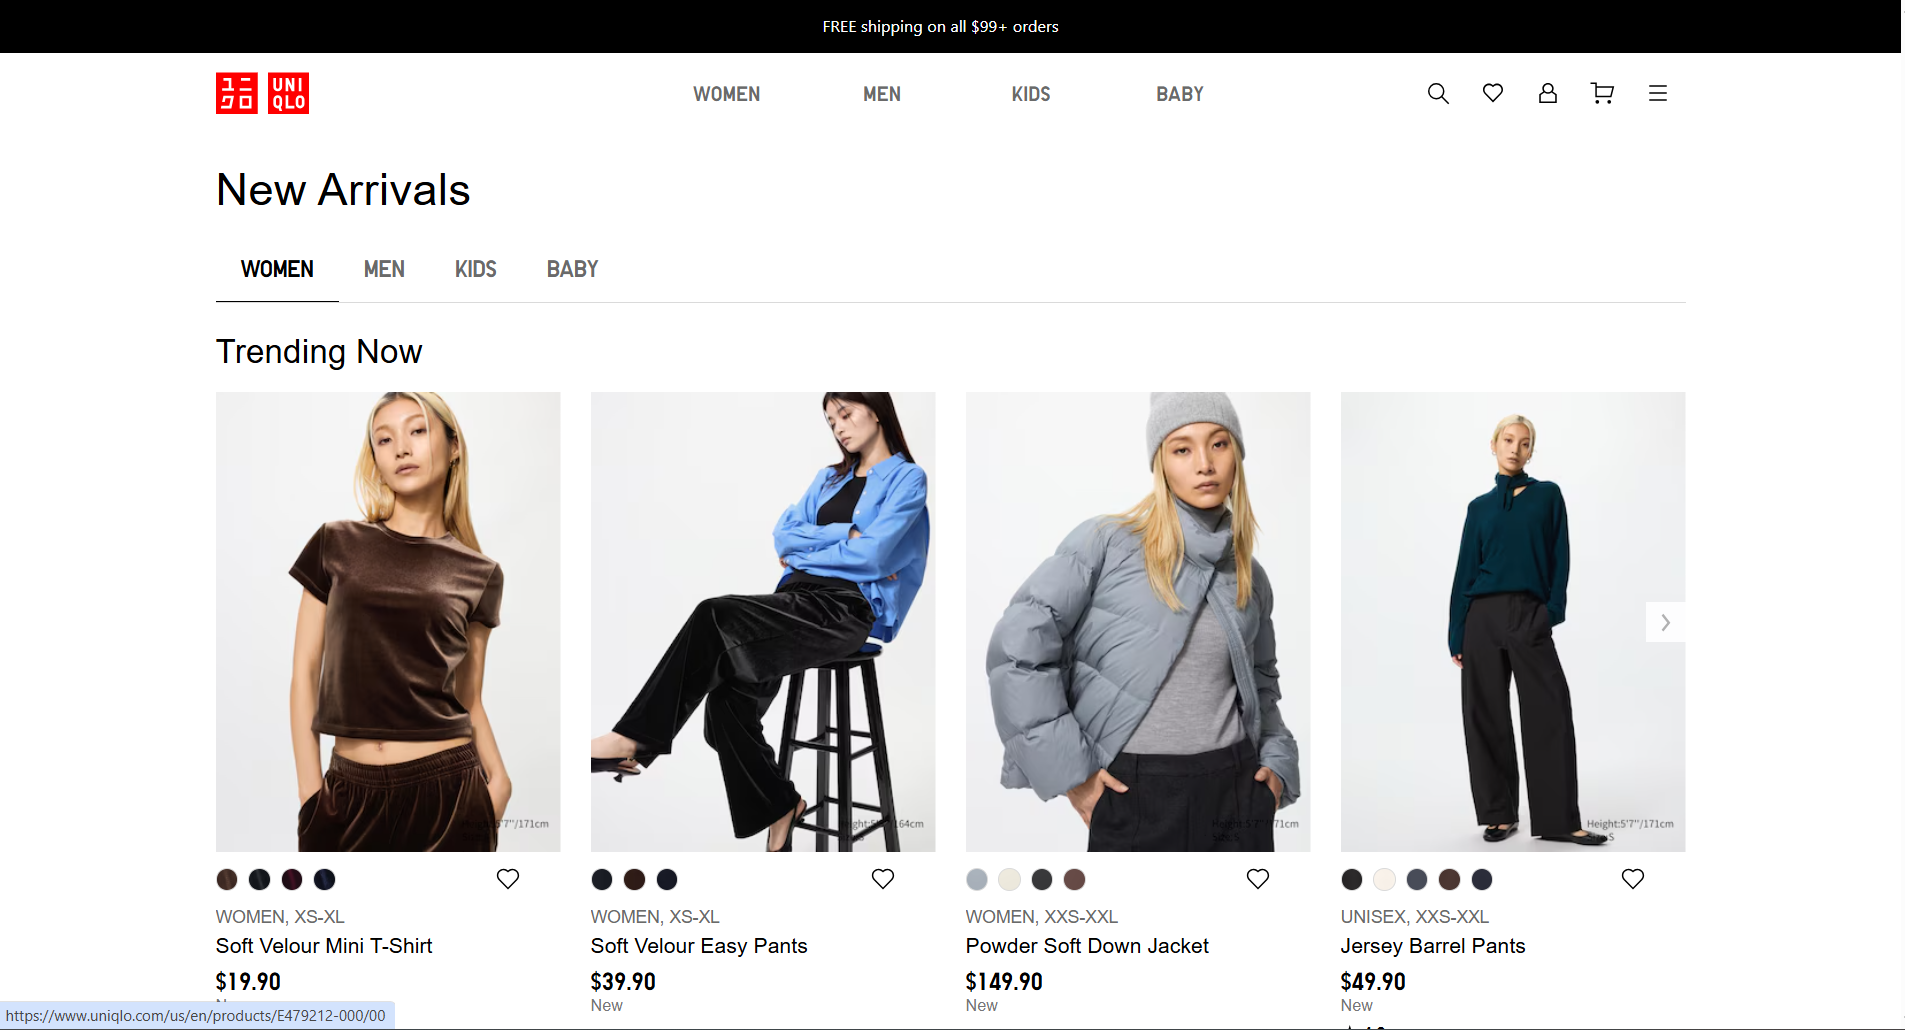 FREE shipping on all $99+ orders
ユニ
クロ
UNI
QLO
WOMEN MEN KIDS BABY
New Arrivals
WOMEN MEN KIDS BABY
Trending Now
5'7"/171cm
Height:5' /164cm
5'7"/171cm
Size:S
Height:5'7"/171cm
S
WOMEN, XS-XL
Soft Velour Mini T-Shirt
$19.90
WOMEN, XS-XL
Soft Velour Easy Pants
$39.90
New
WOMEN, XXS-XXL
Powder Soft Down Jacket
$149.90
New
UNISEX, XXS-XXL
Jersey Barrel Pants
$49.90
New
https://www.uniqlo.com/us/en/products/E479212-000/00